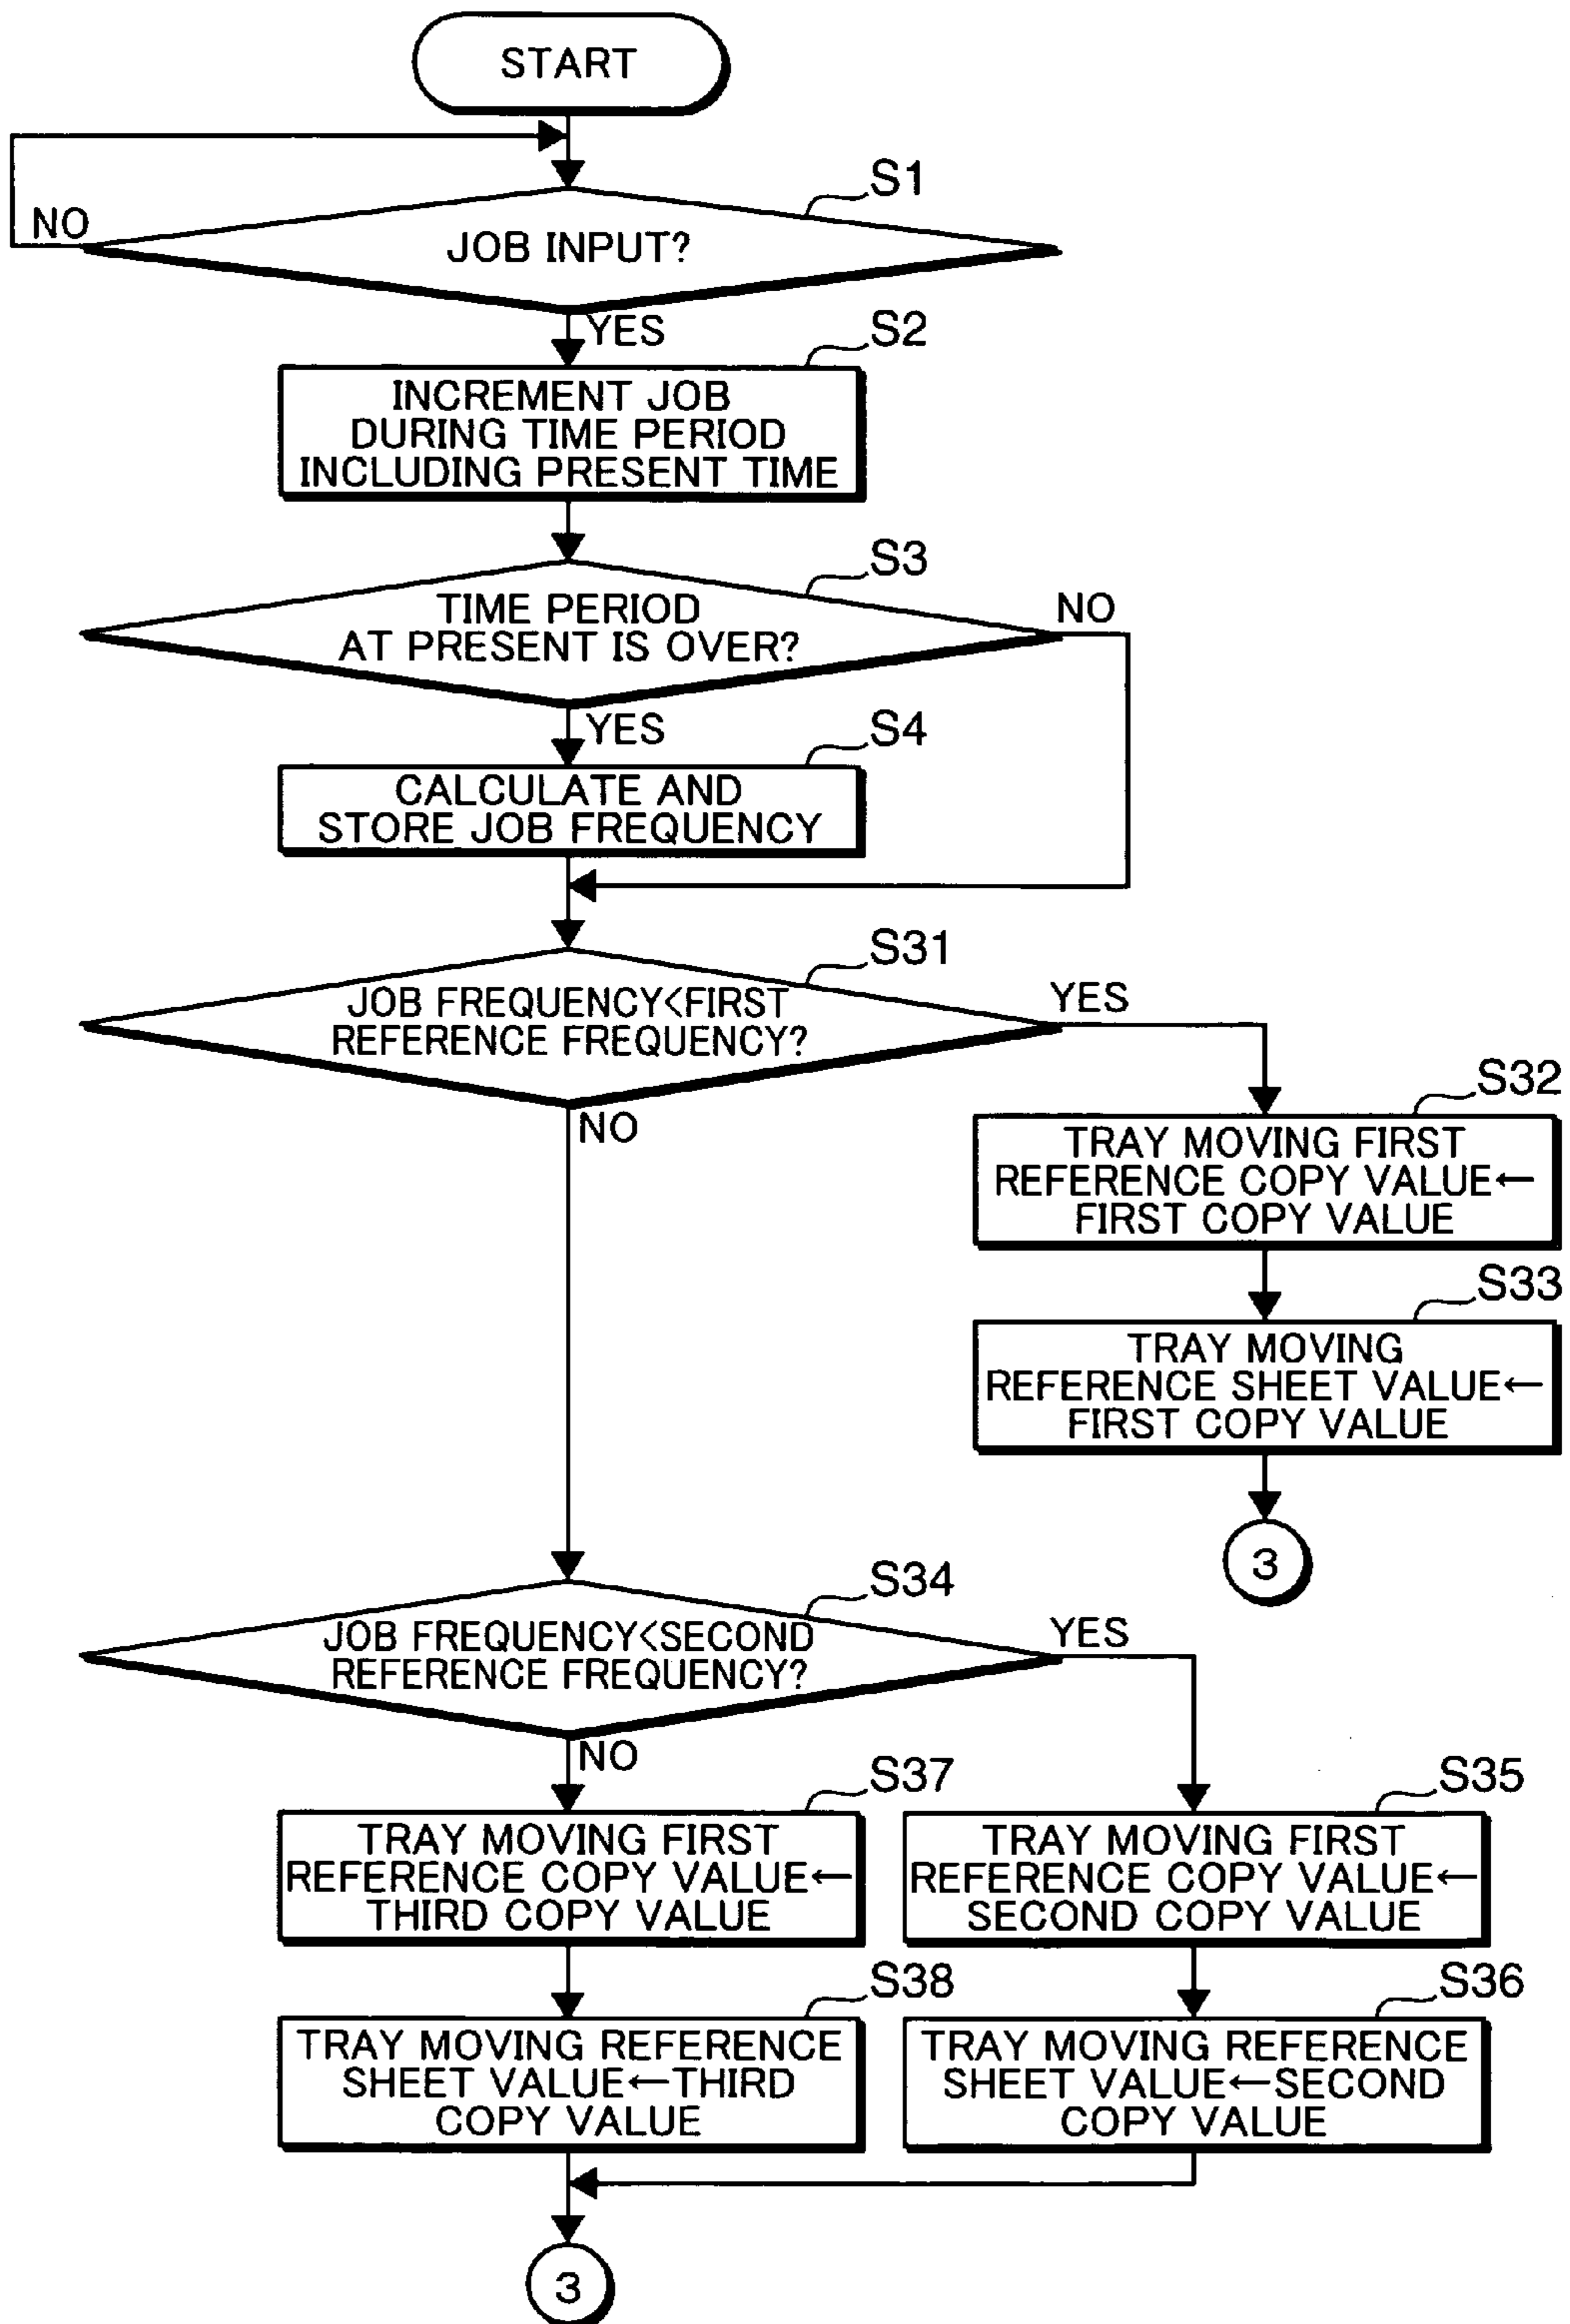 START
S1
NO
JOB INPUT?
YES
S2
INCREMENT JOB
DURING TIME PERIOD
INCLUDING PRESENT TIME
S3
TIME PERIOD
AT PRESENT IS OVER?
NO
YES
S4
CALCULATE AND
STORE JOB FREQUENCY
S31
JOB FREQUENCY<FIRST
REFERENCE FREQUENCY?
YES
NO
S32
TRAY MOVING FIRST
REFERENCE COPY VALUE←
FIRST COPY VALUE
S33
TRAY MOVING
REFERENCE SHEET VALUE←
FIRST COPY VALUE
3
S34
JOB FREQUENCY<SECOND
REFERENCE FREQUENCY?
YES
NO
S37
TRAY MOVING FIRST
REFERENCE COPY VALUE←
THIRD COPY VALUE
S35
TRAY MOVING FIRST
REFERENCE COPY VALUE←
SECOND COPY VALUE
S38
TRAY MOVING REFERENCE
SHEET VALUE←THIRD
COPY VALUE
S36
TRAY MOVING REFERENCE
SHEET VALUE←SECOND
COPY VALUE
3